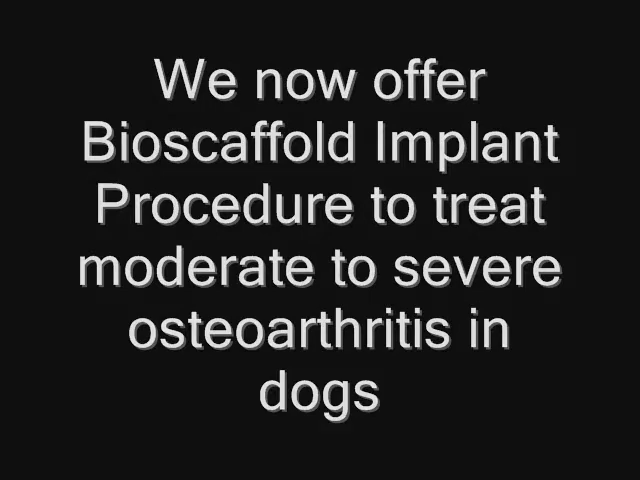 We now offer
Bioscaffold Implant
Procedure to treat
moderate to severe
osteoarthritis in
dogs